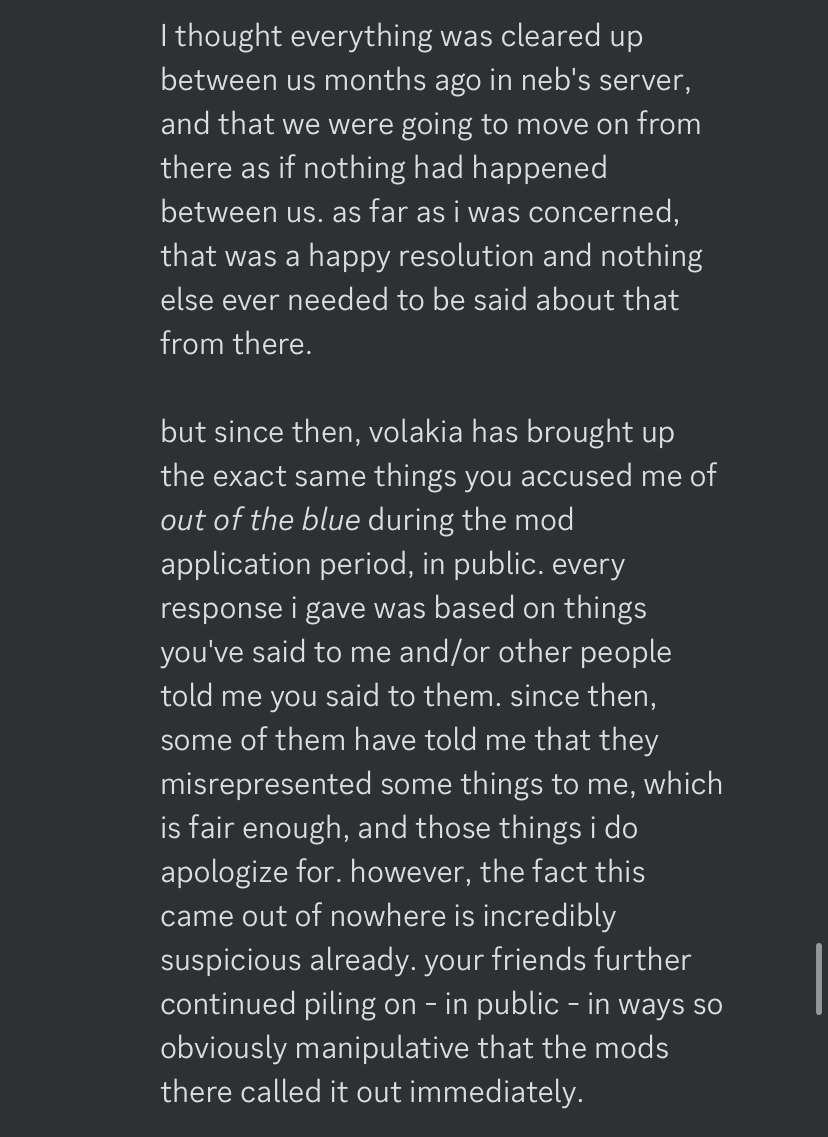 I thought everything was cleared up
between us months ago in neb's server,
and that we were going to move on from
there as if nothing had happened
between us. as far as i was concerned,
that was a happy resolution and nothing
else ever needed to be said about that
from there.
but since then, volakia has brought up
the exact same things you accused me of
out of the blue during the mod
application period, in public. every
response i gave was based on things
you've said to me and/or other people
told me you said to them. since then,
some of them have told me that they
misrepresented some things to me, which
is fair enough, and those things i do
apologize for. however, the fact this
came out of nowhere is incredibly
suspicious already. your friends further
continued piling on - in public - in ways so
obviously manipulative that the mods
there called it out immediately.